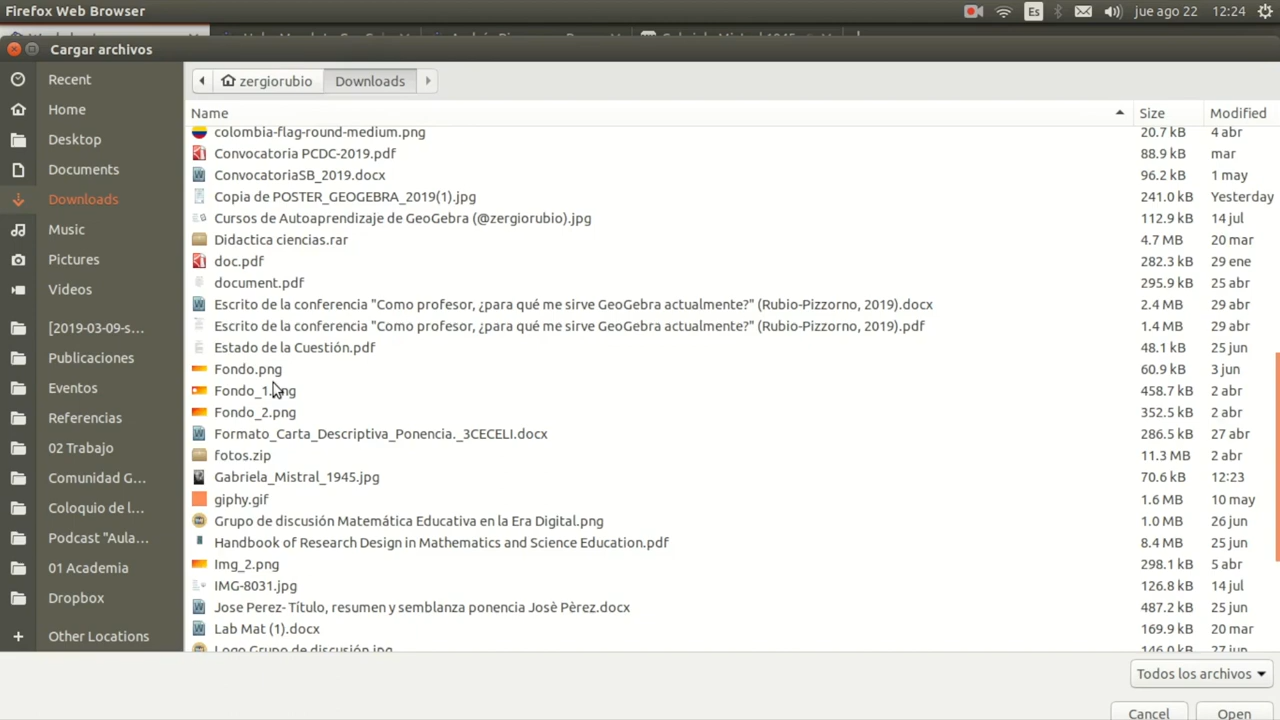 Firefox Web Browser
Es
jue ago 22
12:24
Cargar archivos
Recent
Home
Desktop
Documents
Downloads
Music
Pictures
Videos
[2019-03-09-s...
Publicaciones
Eventos
Referencias
02 Trabajo
Comunidad G...
Coloquio de l...
Podcast "Aula...
01 Academia
Dropbox
Other Locations
zergiorubio
Downloads
Name Size Modified
colombia-flag-round-medium.png 20.7 kB 4 abr
Convocatoria PCDC-2019.pdf 88.9 kB mar
ConvocatoriaSB_2019.docx 96.2 kB 1 may
Copia de POSTER_GEOGEBRA_2019(1).jpg 241.0 kB Yesterday
Cursos de Autoaprendizaje de GeoGebra (@zergiorubio).jpg 112.9 kB 14 jul
Didactica ciencias.rar 4.7 MB 20 mar
doc.pdf 282.3 kB 29 ene
document.pdf 295.9 kB 25 abr
Escrito de la conferencia "Como profesor, ¿para qué me sirve GeoGebra actualmente?" (Rubio-Pizzorno, 2019).docx 2.4 MB 29 abr
Escrito de la conferencia "Como profesor, ¿para qué me sirve GeoGebra actualmente?" (Rubio-Pizzorno, 2019).pdf 1.4 MB 29 abr
Estado de la Cuestión.pdf 48.1 kB 25 jun
Fondo.png 60.9 kB 3 jun
Fondo_1.png 458.7 kB 2 abr
Fondo_2.png 352.5 kB 2 abr
Formato_Carta_Descriptiva_Ponencia._3CECELI.docx 286.5 kB 27 abr
fotos.zip 11.3 MB 2 abr
Gabriela_Mistral_1945.jpg 70.6 kB 12:23
giphy.gif 1.6 MB 10 may
Grupo de discusión Matemática Educativa en la Era Digital.png 1.0 MB 26 jun
Handbook of Research Design in Mathematics and Science Education.pdf 8.4 MB 25 jun
Img_2.png 298.1 kB 5 abr
IMG-8031.jpg 126.8 kB 14 jul
Jose Perez- Título, resumen y semblanza ponencia Josè Pèrez.docx 487.2 kB 25 jun
Lab Mat (1).docx 169.9 kB 20 mar
Logo Grupo de discusión.jpg 146.0 kB 27 jun
Todos los archivos
Cancel
Open